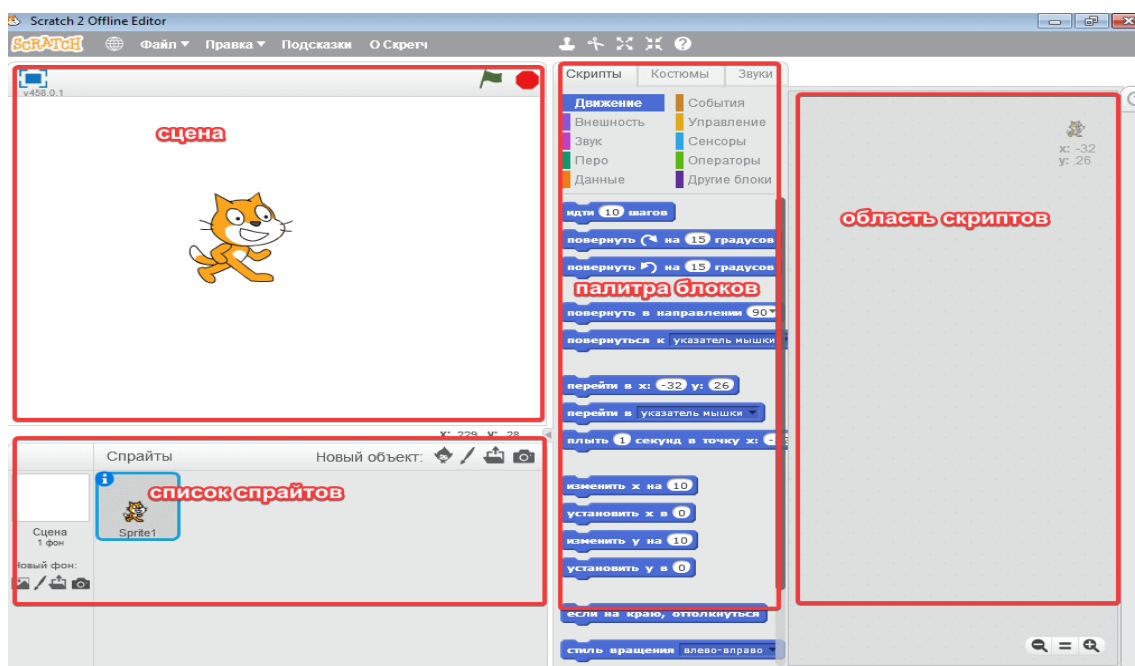 Scratch 2 Offline Editor
SCRATCH Файл Правка Подсказки О Скретч
v458.0.1
сцена
x: 229 y: 28
Спрайты Новый объект:
список спрайтов
Sprite1
Сцена
1 фон
Новый фон:
Скрипты Костюмы Звуки
Движение События
Внешность Управление
Звук Сенсоры
Перо Операторы
Данные Другие блоки
идти 10 шагов
повернуть на 15 градусов
повернуть на 15 градусов
палитра блоков
повернуть в направлении 90
повернуться к указатель мышки
перейти в x: -32 y: 26
перейти в указатель мышки
плыть 1 секунд в точку x:
изменить x на 10
установить x в 0
изменить y на 10
установить y в 0
если на краю, оттолкнуться
стиль вращения влево-вправо
x: -32
y: 26
область скриптов